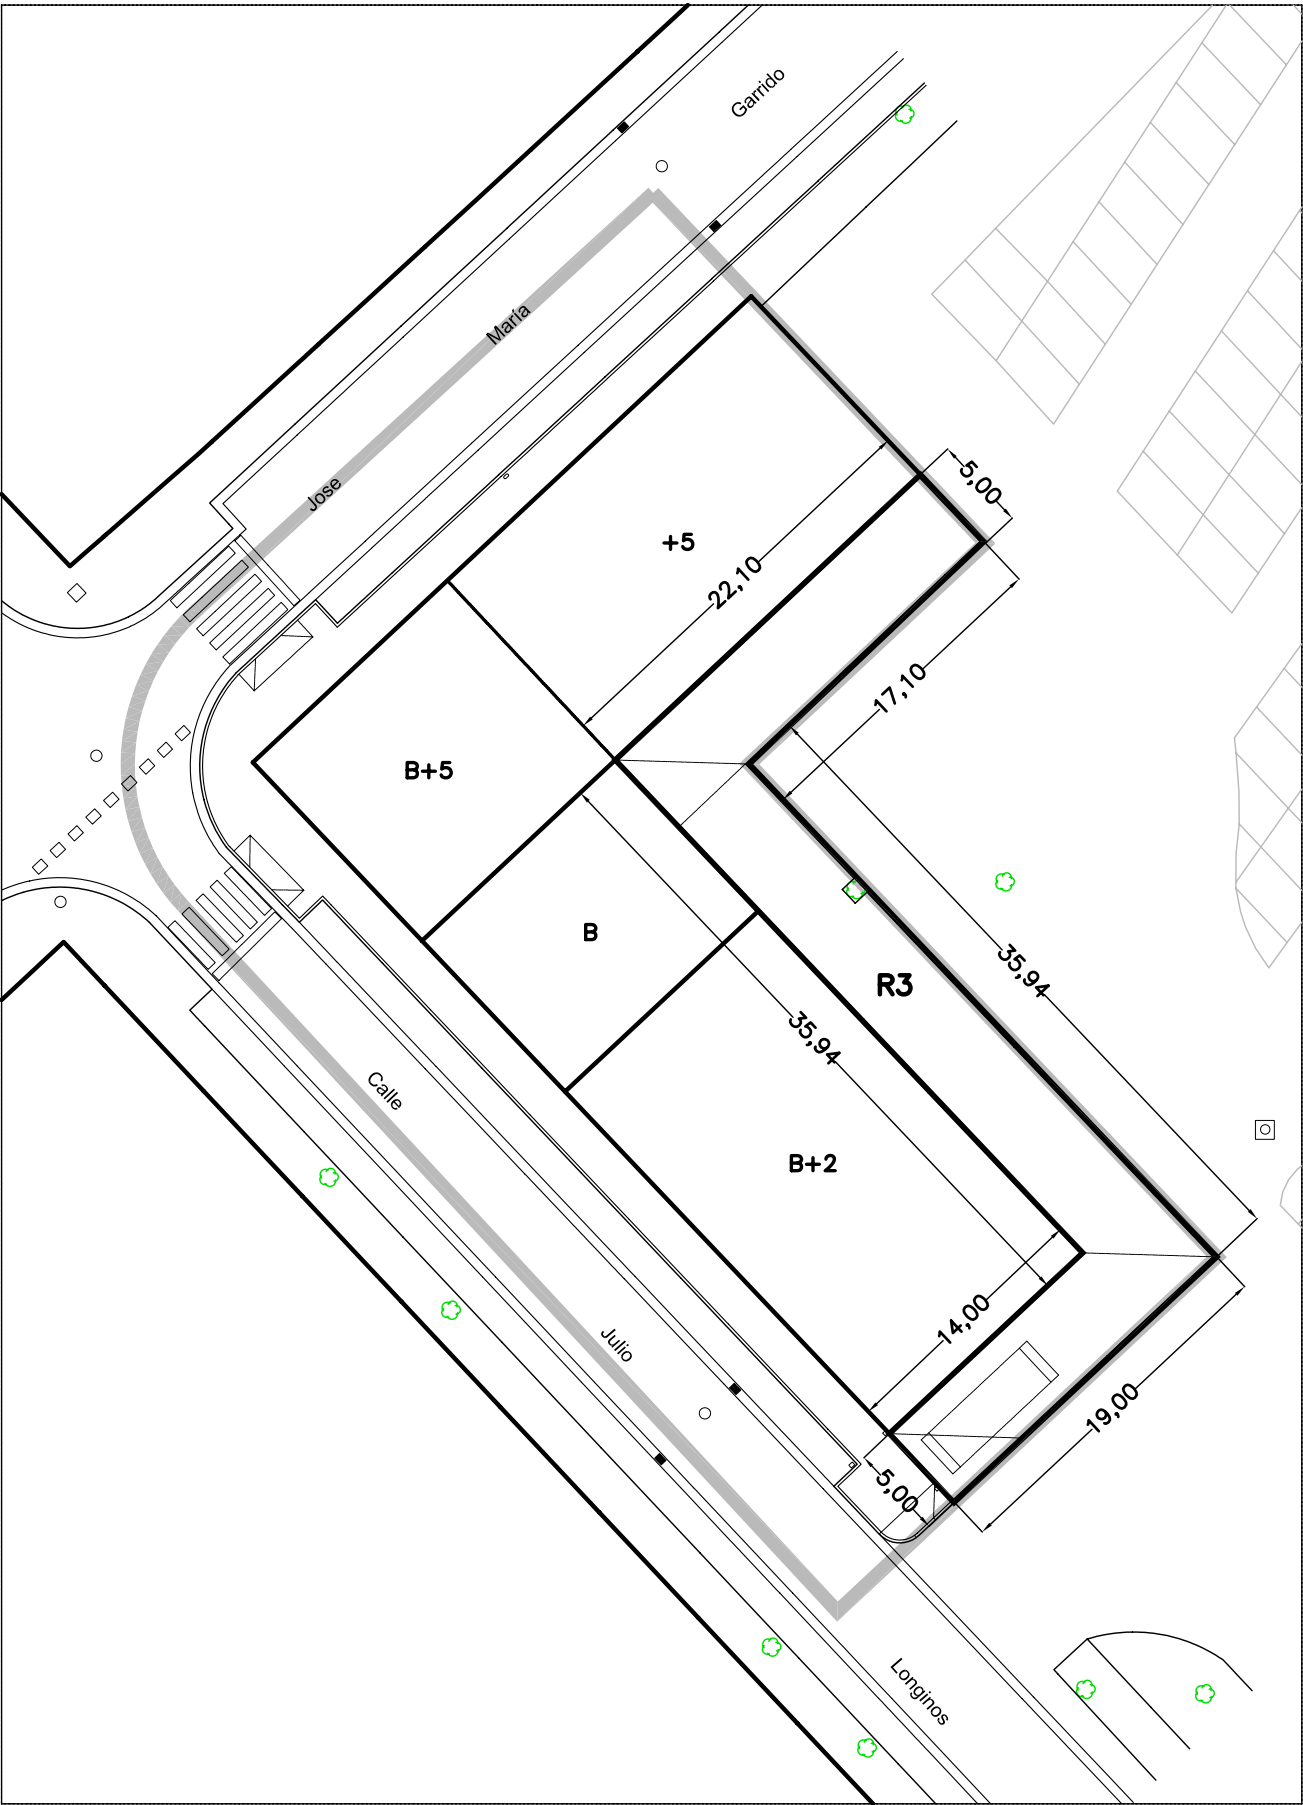 Garrido
María
Jose
5,00
+5
22,10
17,10
B+5
B
R3
35,94
35,94
Calle
B+2
14,00
Julio
19,00
5,00
Longinos